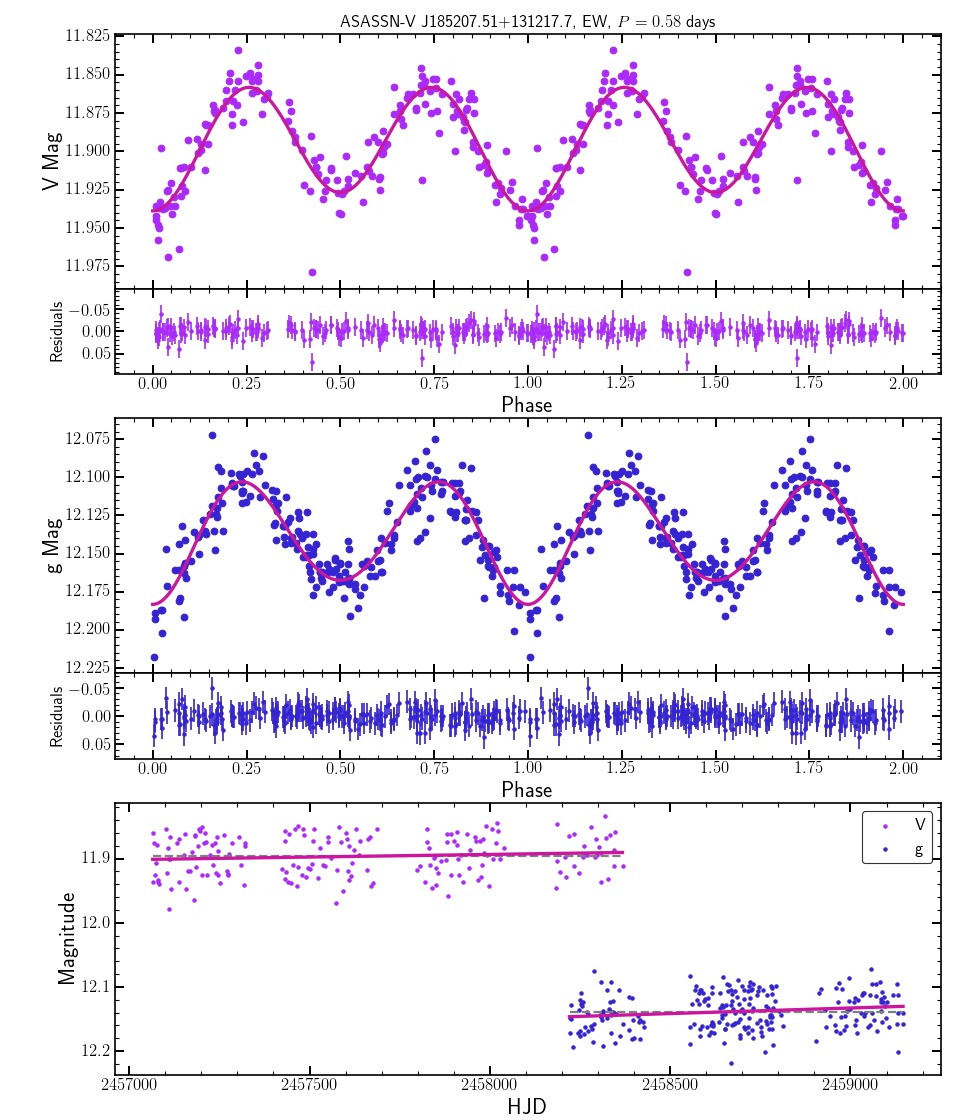 ASASSN-V J185207.51+131217.7, EW, P = 0.58 days
11.825
11.850
11.875
11.900
11.925
11.950
11.975
V Mag
−0.05
0.00
0.05
Residuals
0.00 0.25 0.50 0.75 1.00 1.25 1.50 1.75 2.00
Phase
12.075
12.100
12.125
12.150
12.175
12.200
12.225
g Mag
−0.05
0.00
0.05
Residuals
0.00 0.25 0.50 0.75 1.00 1.25 1.50 1.75 2.00
Phase
V
g
11.9
12.0
12.1
12.2
Magnitude
2457000 2457500 2458000 2458500 2459000
HJD